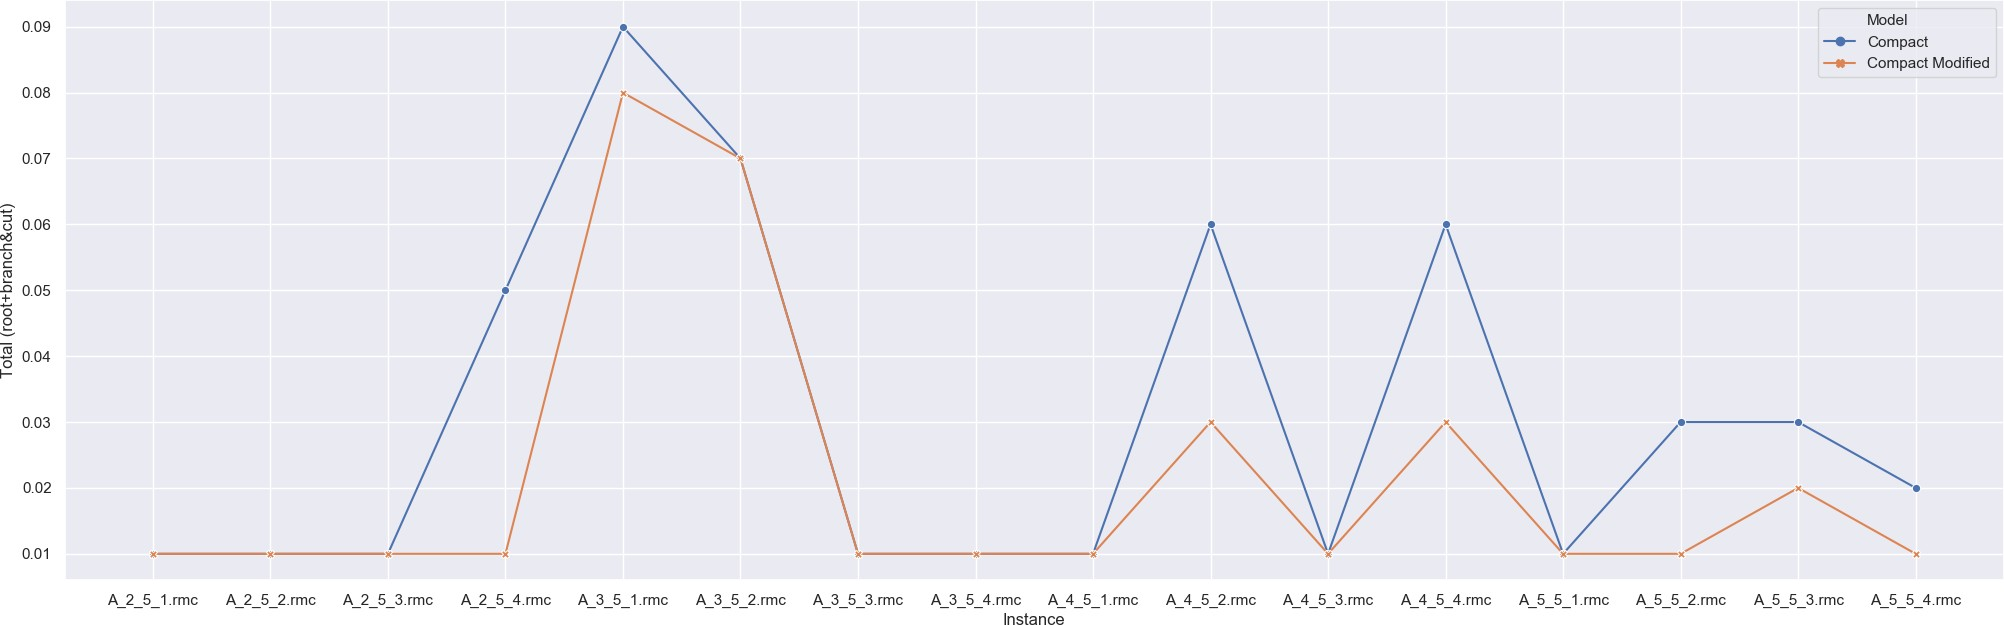 Model
Compact
Compact Modified
0.09
0.08
0.07
0.06
0.05
0.04
0.03
0.02
0.01
Total (root+branch&cut)
A_2_5_1.rmc A_2_5_2.rmc A_2_5_3.rmc A_2_5_4.rmc A_3_5_1.rmc A_3_5_2.rmc A_3_5_3.rmc A_3_5_4.rmc A_4_5_1.rmc A_4_5_2.rmc A_4_5_3.rmc A_4_5_4.rmc A_5_5_1.rmc A_5_5_2.rmc A_5_5_3.rmc A_5_5_4.rmc
Instance